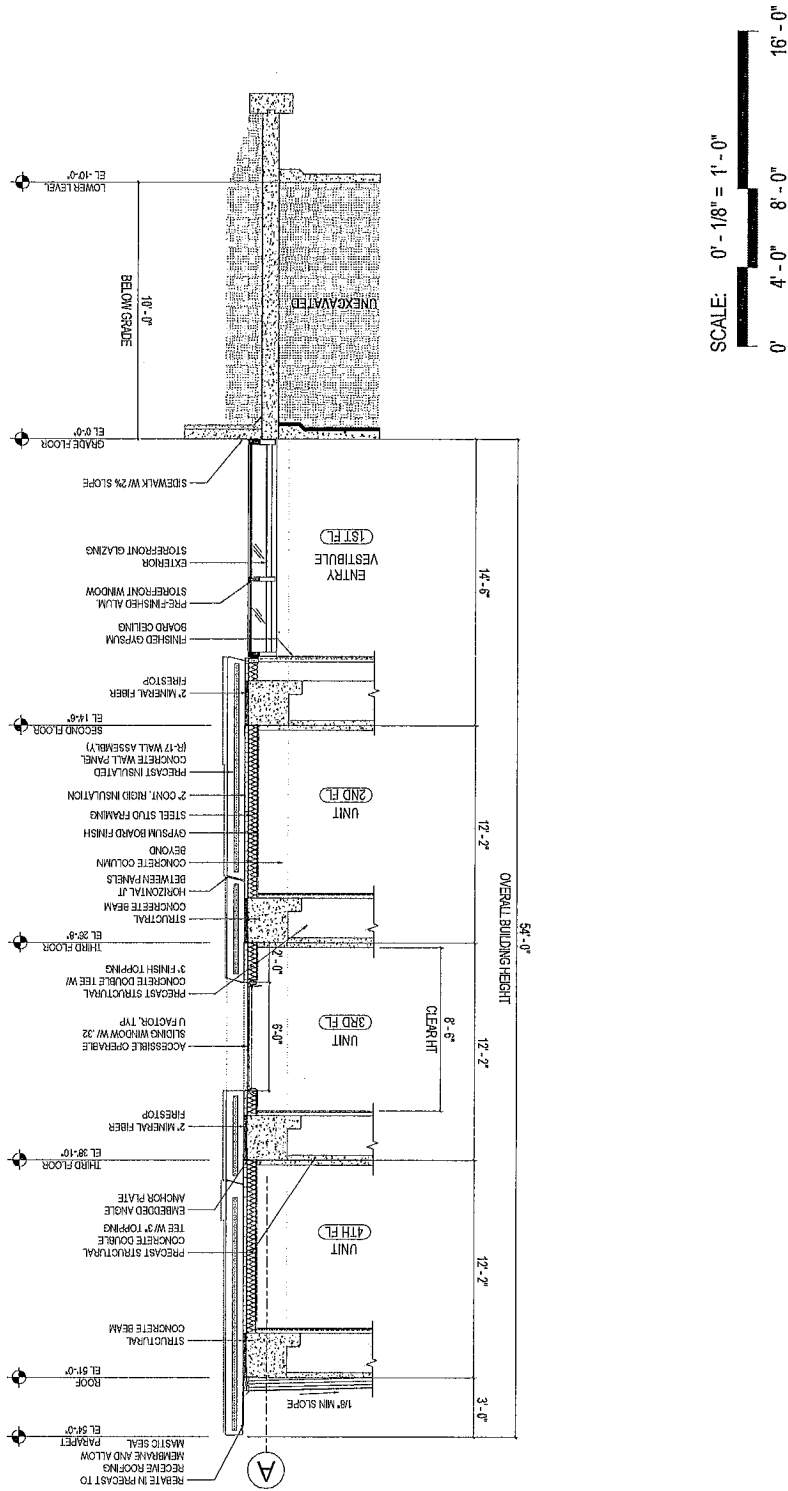 REBATE IN PRECAST TO
RECEIVE ROOFING
MEMBRANE AND ALLOW
MASTIC SEAL
PARAPET
EL 54'-0"
A
3' - 0"
1/8" MIN SLOPE
ROOF
EL 51'-0"
STRUCTURAL
CONCRETE BEAM
UNIT
4TH FL
12' - 2"
PRECAST STRUCTURAL
CONCRETE DOUBLE
TEE W/ 3" TOPPING
EMBEDDED ANGLE
ANCHOR PLATE
THIRD FLOOR
EL 38'-10"
2" MINERAL FIBER
FIRESTOP
ACCESSIBLE OPERABLE
SLIDING WINDOW W/ .32
U FACTOR, TYP
6'-0"
2' - 0"
UNIT
3RD FL
8' - 6"
CLEAR HT
12' - 2"
54' - 0"
OVERALL BUILDING HEIGHT
PRECAST STRUCTURAL
CONCRETE DOUBLE TEE W/
3" FINISH TOPPING
THIRD FLOOR
EL 26'-8"
STRUCTRAL
CONCRETE BEAM
HORIZONTAL JT
BETWEEN PANELS
CONCRETE COLUMN
BEYOND
GYPSUM BOARD FINISH
STEEL STUD FRAMING
2" CONT. RIGID INSULATION
PRECAST INSULATED
CONCRETE WALL PANEL
(R-17 WALL ASSEMBLY)
UNIT
2ND FL
12' - 2"
SECOND FLOOR
EL 14'-6"
2" MINERAL FIBER
FIRESTOP
FINISHED GYPSUM
BOARD CEILING
PRE-FINISHED ALUM.
STOREFRONT WINDOW
EXTERIOR
STOREFRONT GLAZING
SIDEWALK W/ 2% SLOPE
ENTRY
VESTIBULE
1ST FL
14' - 6"
GRADE FLOOR
EL 0'-0"
10' - 0"
BELOW GRADE
UNEXCAVATED
LOWER LEVEL
EL -10'-0"
SCALE: 0' - 1/8" = 1' - 0"
0' 4' - 0" 8' - 0" 16' - 0"